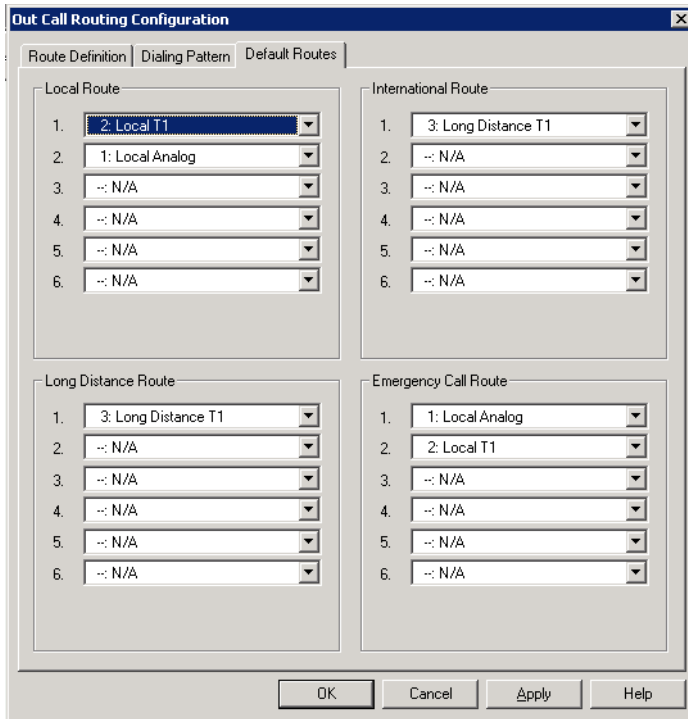 Out Call Routing Configuration
Route Definition Dialing Pattern Default Routes
Local Route
1. 2: Local T1
2. 1: Local Analog
3. --: N/A
4. --: N/A
5. --: N/A
6. --: N/A
International Route
1. 3: Long Distance T1
2. --: N/A
3. --: N/A
4. --: N/A
5. --: N/A
6. --: N/A
Long Distance Route
1. 3: Long Distance T1
2. --: N/A
3. --: N/A
4. --: N/A
5. --: N/A
6. --: N/A
Emergency Call Route
1. 1: Local Analog
2. 2: Local T1
3. --: N/A
4. --: N/A
5. --: N/A
6. --: N/A
OK Cancel Apply Help